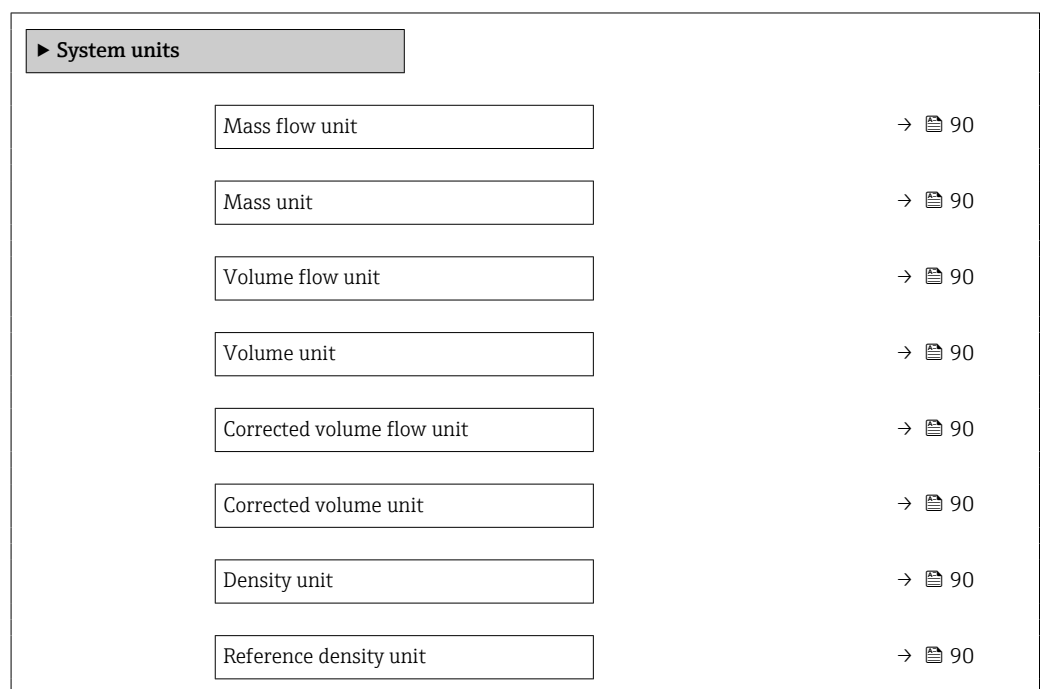 ▶ System units
Mass flow unit → 90
Mass unit → 90
Volume flow unit → 90
Volume unit → 90
Corrected volume flow unit → 90
Corrected volume unit → 90
Density unit → 90
Reference density unit → 90